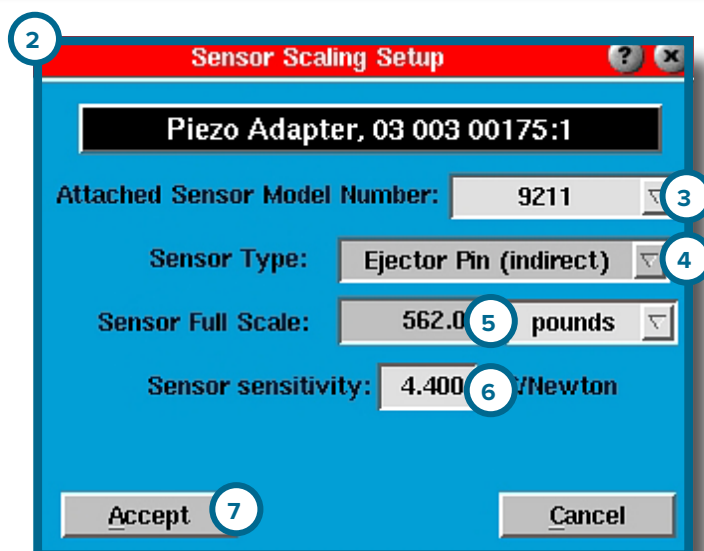 2
Sensor Scaling Setup ? x
Piezo Adapter, 03 003 00175:1
Attached Sensor Model Number: 9211 3
Sensor Type: Ejector Pin (indirect) 4
Sensor Full Scale: 562.0 5 pounds
Sensor sensitivity: 4.400 6 /Newton
Accept 7 Cancel